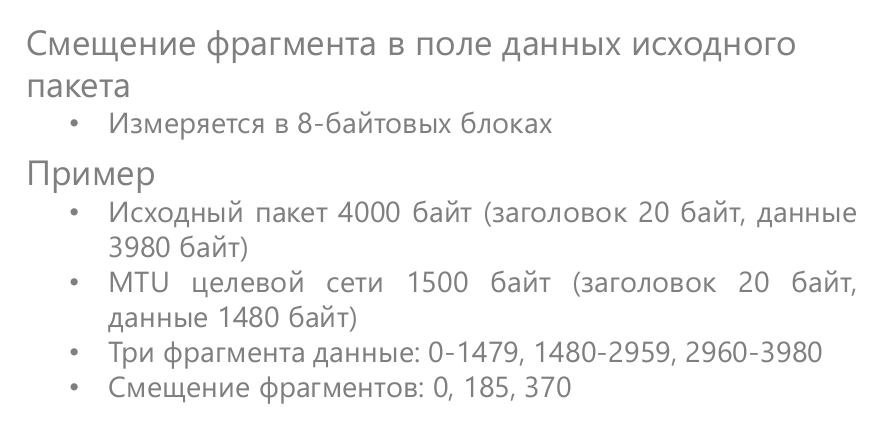 Смещение фрагмента в поле данных исходного
пакета
• Измеряется в 8-байтовых блоках
Пример
• Исходный пакет 4000 байт (заголовок 20 байт, данные
3980 байт)
• MTU целевой сети 1500 байт (заголовок 20 байт,
данные 1480 байт)
• Три фрагмента данные: 0-1479, 1480-2959, 2960-3980
• Смещение фрагментов: 0, 185, 370